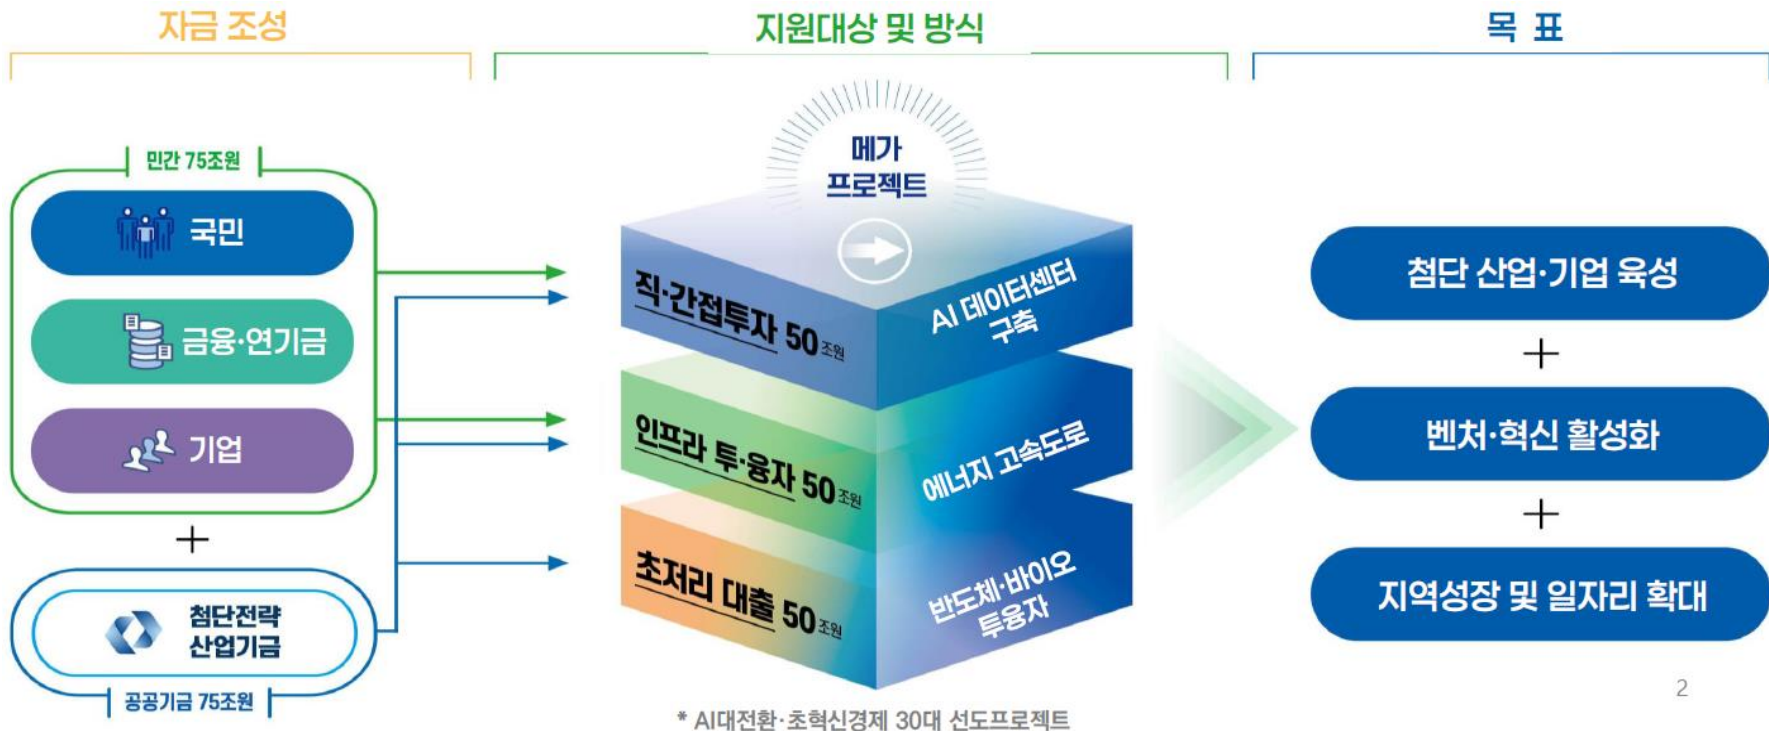 자금 조성
지원대상 및 방식
목 표
민간 75조원
국민
금융·연기금
기업
+
첨단전략
산업기금
공공기금 75조원
메가
프로젝트
직·간접투자 50조원
AI 데이터센터
구축
인프라 투·융자 50조원
에너지 고속도로
초저리 대출 50조원
반도체·바이오
투융자
* AI대전환·초혁신경제 30대 선도프로젝트
첨단 산업·기업 육성
+
벤처·혁신 활성화
+
지역성장 및 일자리 확대
2